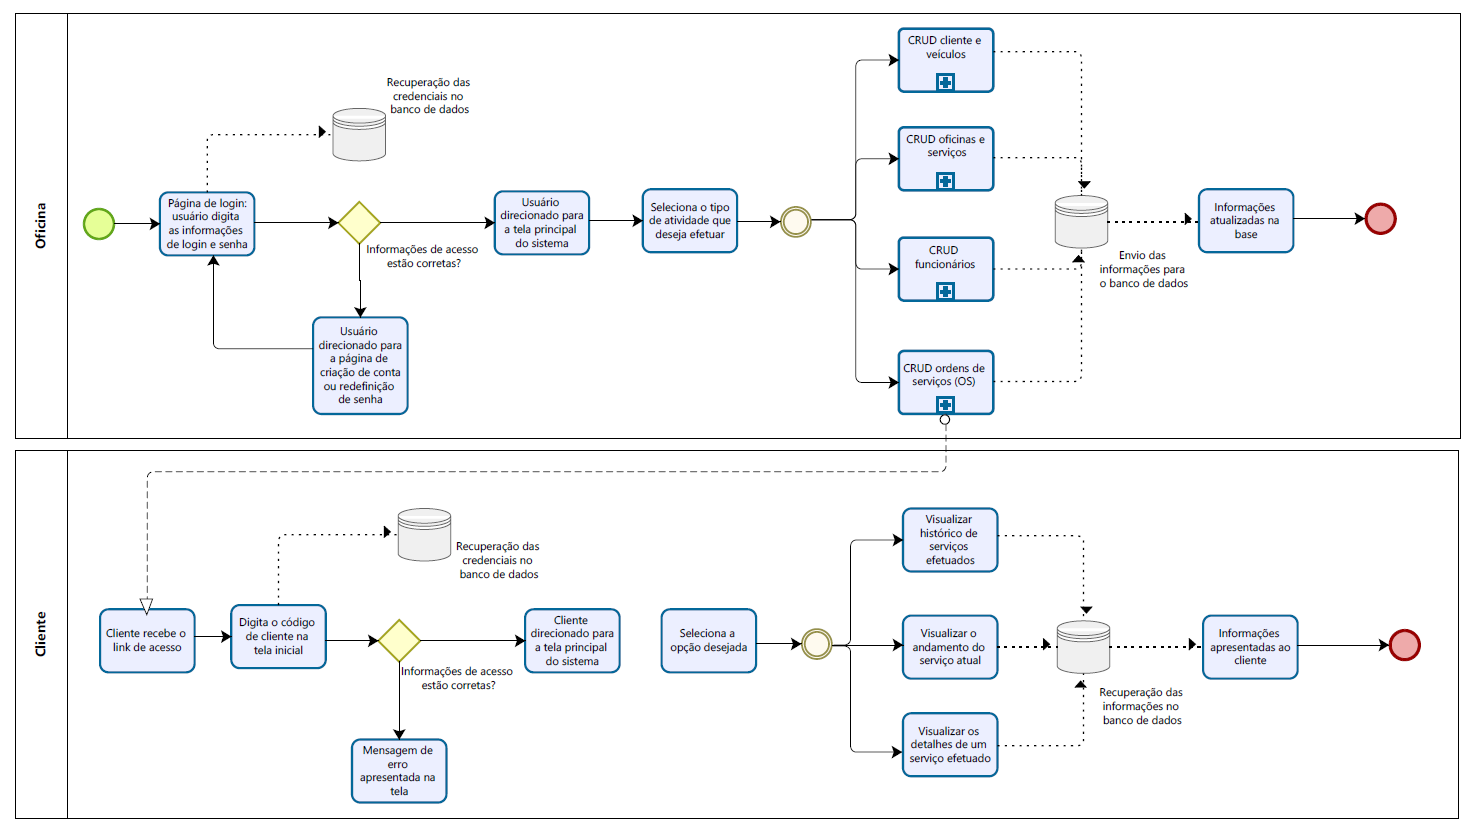 Oficina
Recuperação das
credenciais no
banco de dados
Página de login:
usuário digita
as informações
de login e senha
Informações de acesso
estão corretas?
Usuário
direcionado para
a página de
criação de conta
ou redefinição
de senha
Usuário
direcionado para
a tela principal
do sistema
Seleciona o tipo
de atividade que
deseja efetuar
CRUD cliente e
veículos
CRUD oficinas e
serviços
CRUD
funcionários
CRUD ordens de
serviços (OS)
Envio das
informações para
o banco de dados
Informações
atualizadas na
base
Cliente
Cliente recebe o
link de acesso
Digita o código
de cliente na
tela inicial
Recuperação das
credenciais no
banco de dados
Informações de acesso
estão corretas?
Mensagem de
erro
apresentada na
tela
Cliente
direcionado para
a tela principal
do sistema
Seleciona a
opção desejada
Visualizar
histórico de
serviços
efetuados
Visualizar o
andamento do
serviço atual
Visualizar os
detalhes de um
serviço efetuado
Recuperação das
informações no
banco de dados
Informações
apresentadas ao
cliente